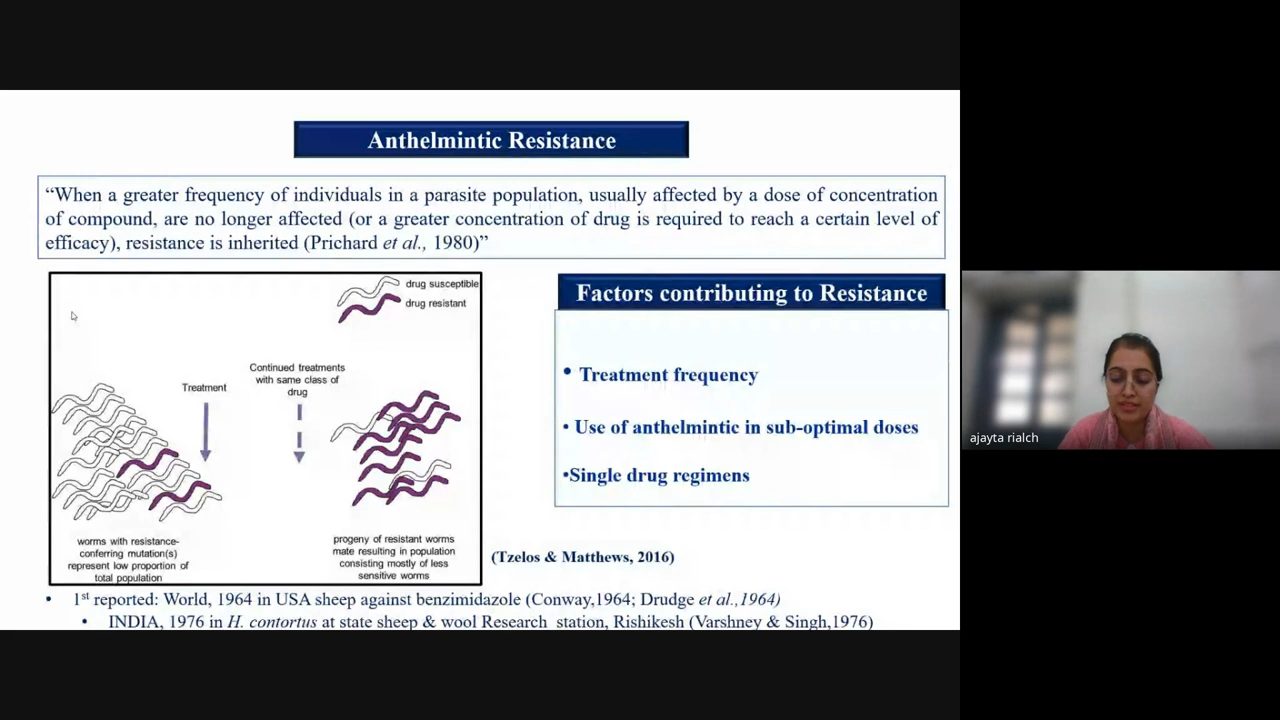 Anthelmintic Resistance
“When a greater frequency of individuals in a parasite population, usually affected by a dose of concentration
of compound, are no longer affected (or a greater concentration of drug is required to reach a certain level of
efficacy), resistance is inherited (Prichard et al., 1980)”
drug susceptible
drug resistant
Treatment
Continued treatments
with same class of
drug
worms with resistance-
conferring mutation(s)
represent low proportion of
total population
progeny of resistant worms
mate resulting in population
consisting mostly of less
sensitive worms
Factors contributing to Resistance
• Treatment frequency
• Use of anthelmintic in sub-optimal doses
•Single drug regimens
(Tzelos & Matthews, 2016)
• 1st reported: World, 1964 in USA sheep against benzimidazole (Conway,1964; Drudge et al.,1964)
• INDIA, 1976 in H. contortus at state sheep & wool Research station, Rishikesh (Varshney & Singh,1976)
ajayta rialch